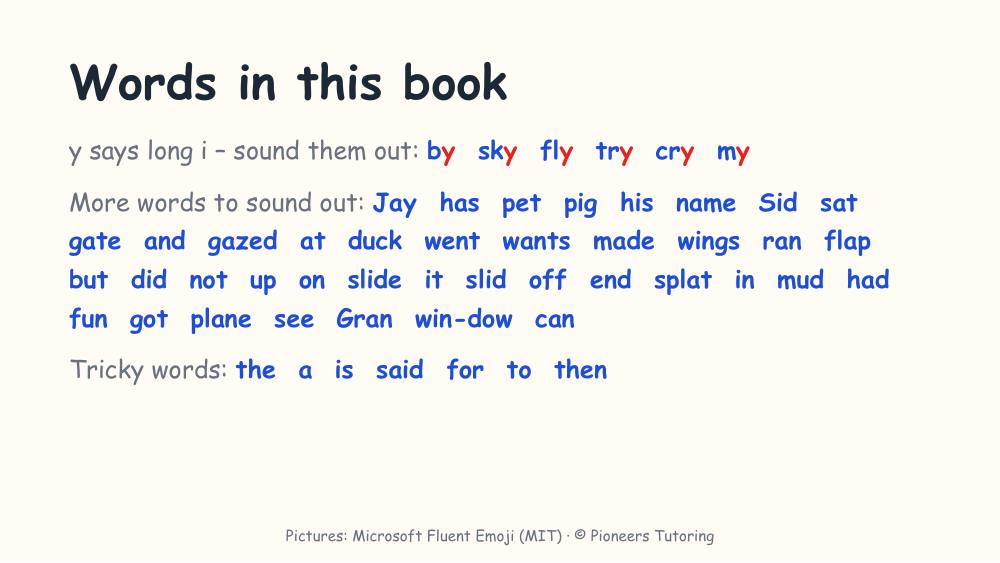 Words in this book
y says long i – sound them out: by sky fly try cry my
More words to sound out: Jay has pet pig his name Sid sat
gate and gazed at duck went wants made wings ran flap
but did not up on slide it slid off end splat in mud had
fun got plane see Gran win-dow can
Tricky words: the a is said for to then
Pictures: Microsoft Fluent Emoji (MIT) · © Pioneers Tutoring